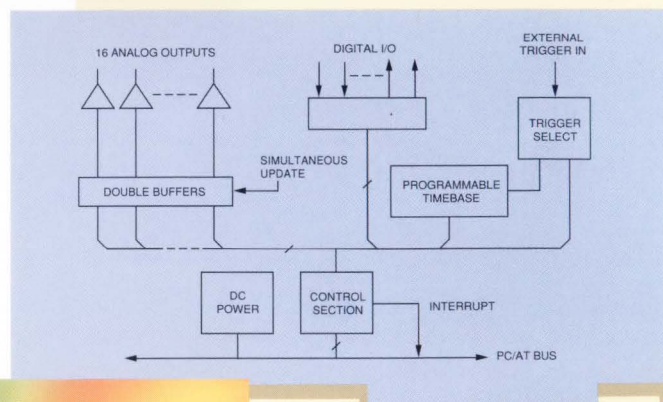 16 ANALOG OUTPUTS
DIGITAL I/O
EXTERNAL
TRIGGER IN
TRIGGER
SELECT
SIMULTANEOUS
UPDATE
DOUBLE BUFFERS
PROGRAMMABLE
TIMEBASE
DC
POWER
CONTROL
SECTION
INTERRUPT
PC/AT BUS